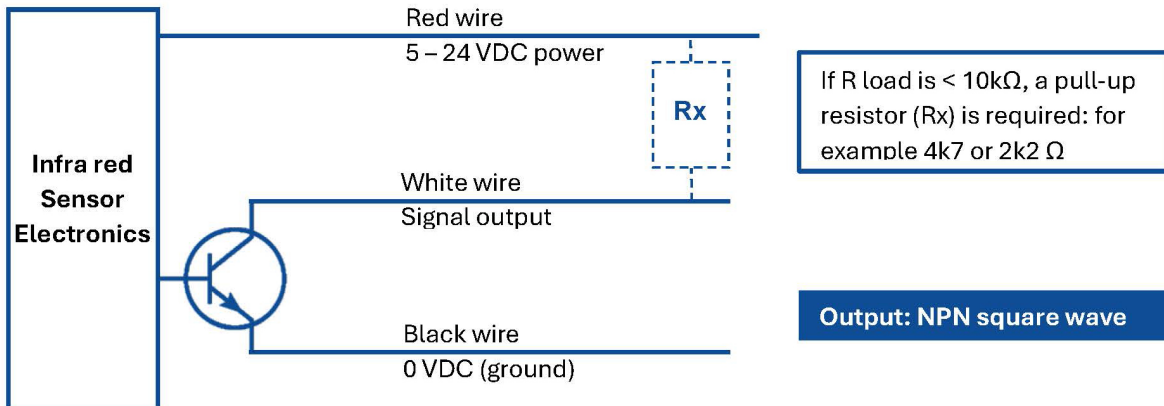 Red wire
5 – 24 VDC power
Rx
If R load is < 10kΩ, a pull-up
resistor (Rx) is required: for
example 4k7 or 2k2 Ω
Infra red
Sensor
Electronics
White wire
Signal output
Output: NPN square wave
Black wire
0 VDC (ground)